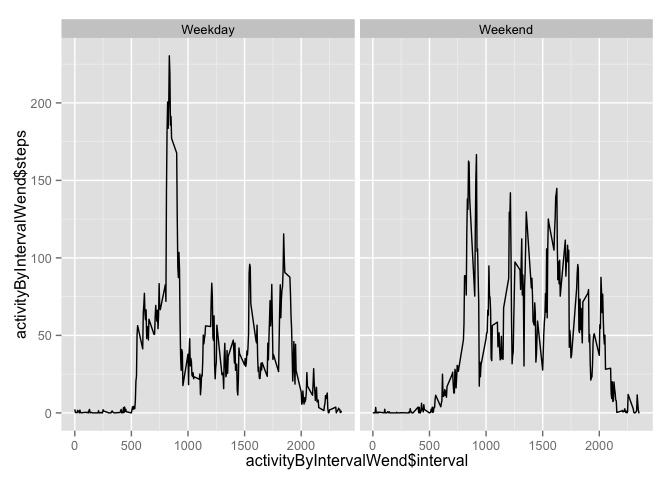 Weekday Weekend
activityByIntervalWend$steps
200
150
100
50
0
0 500 1000 1500 2000 0 500 1000 1500 2000
activityByIntervalWend$interval